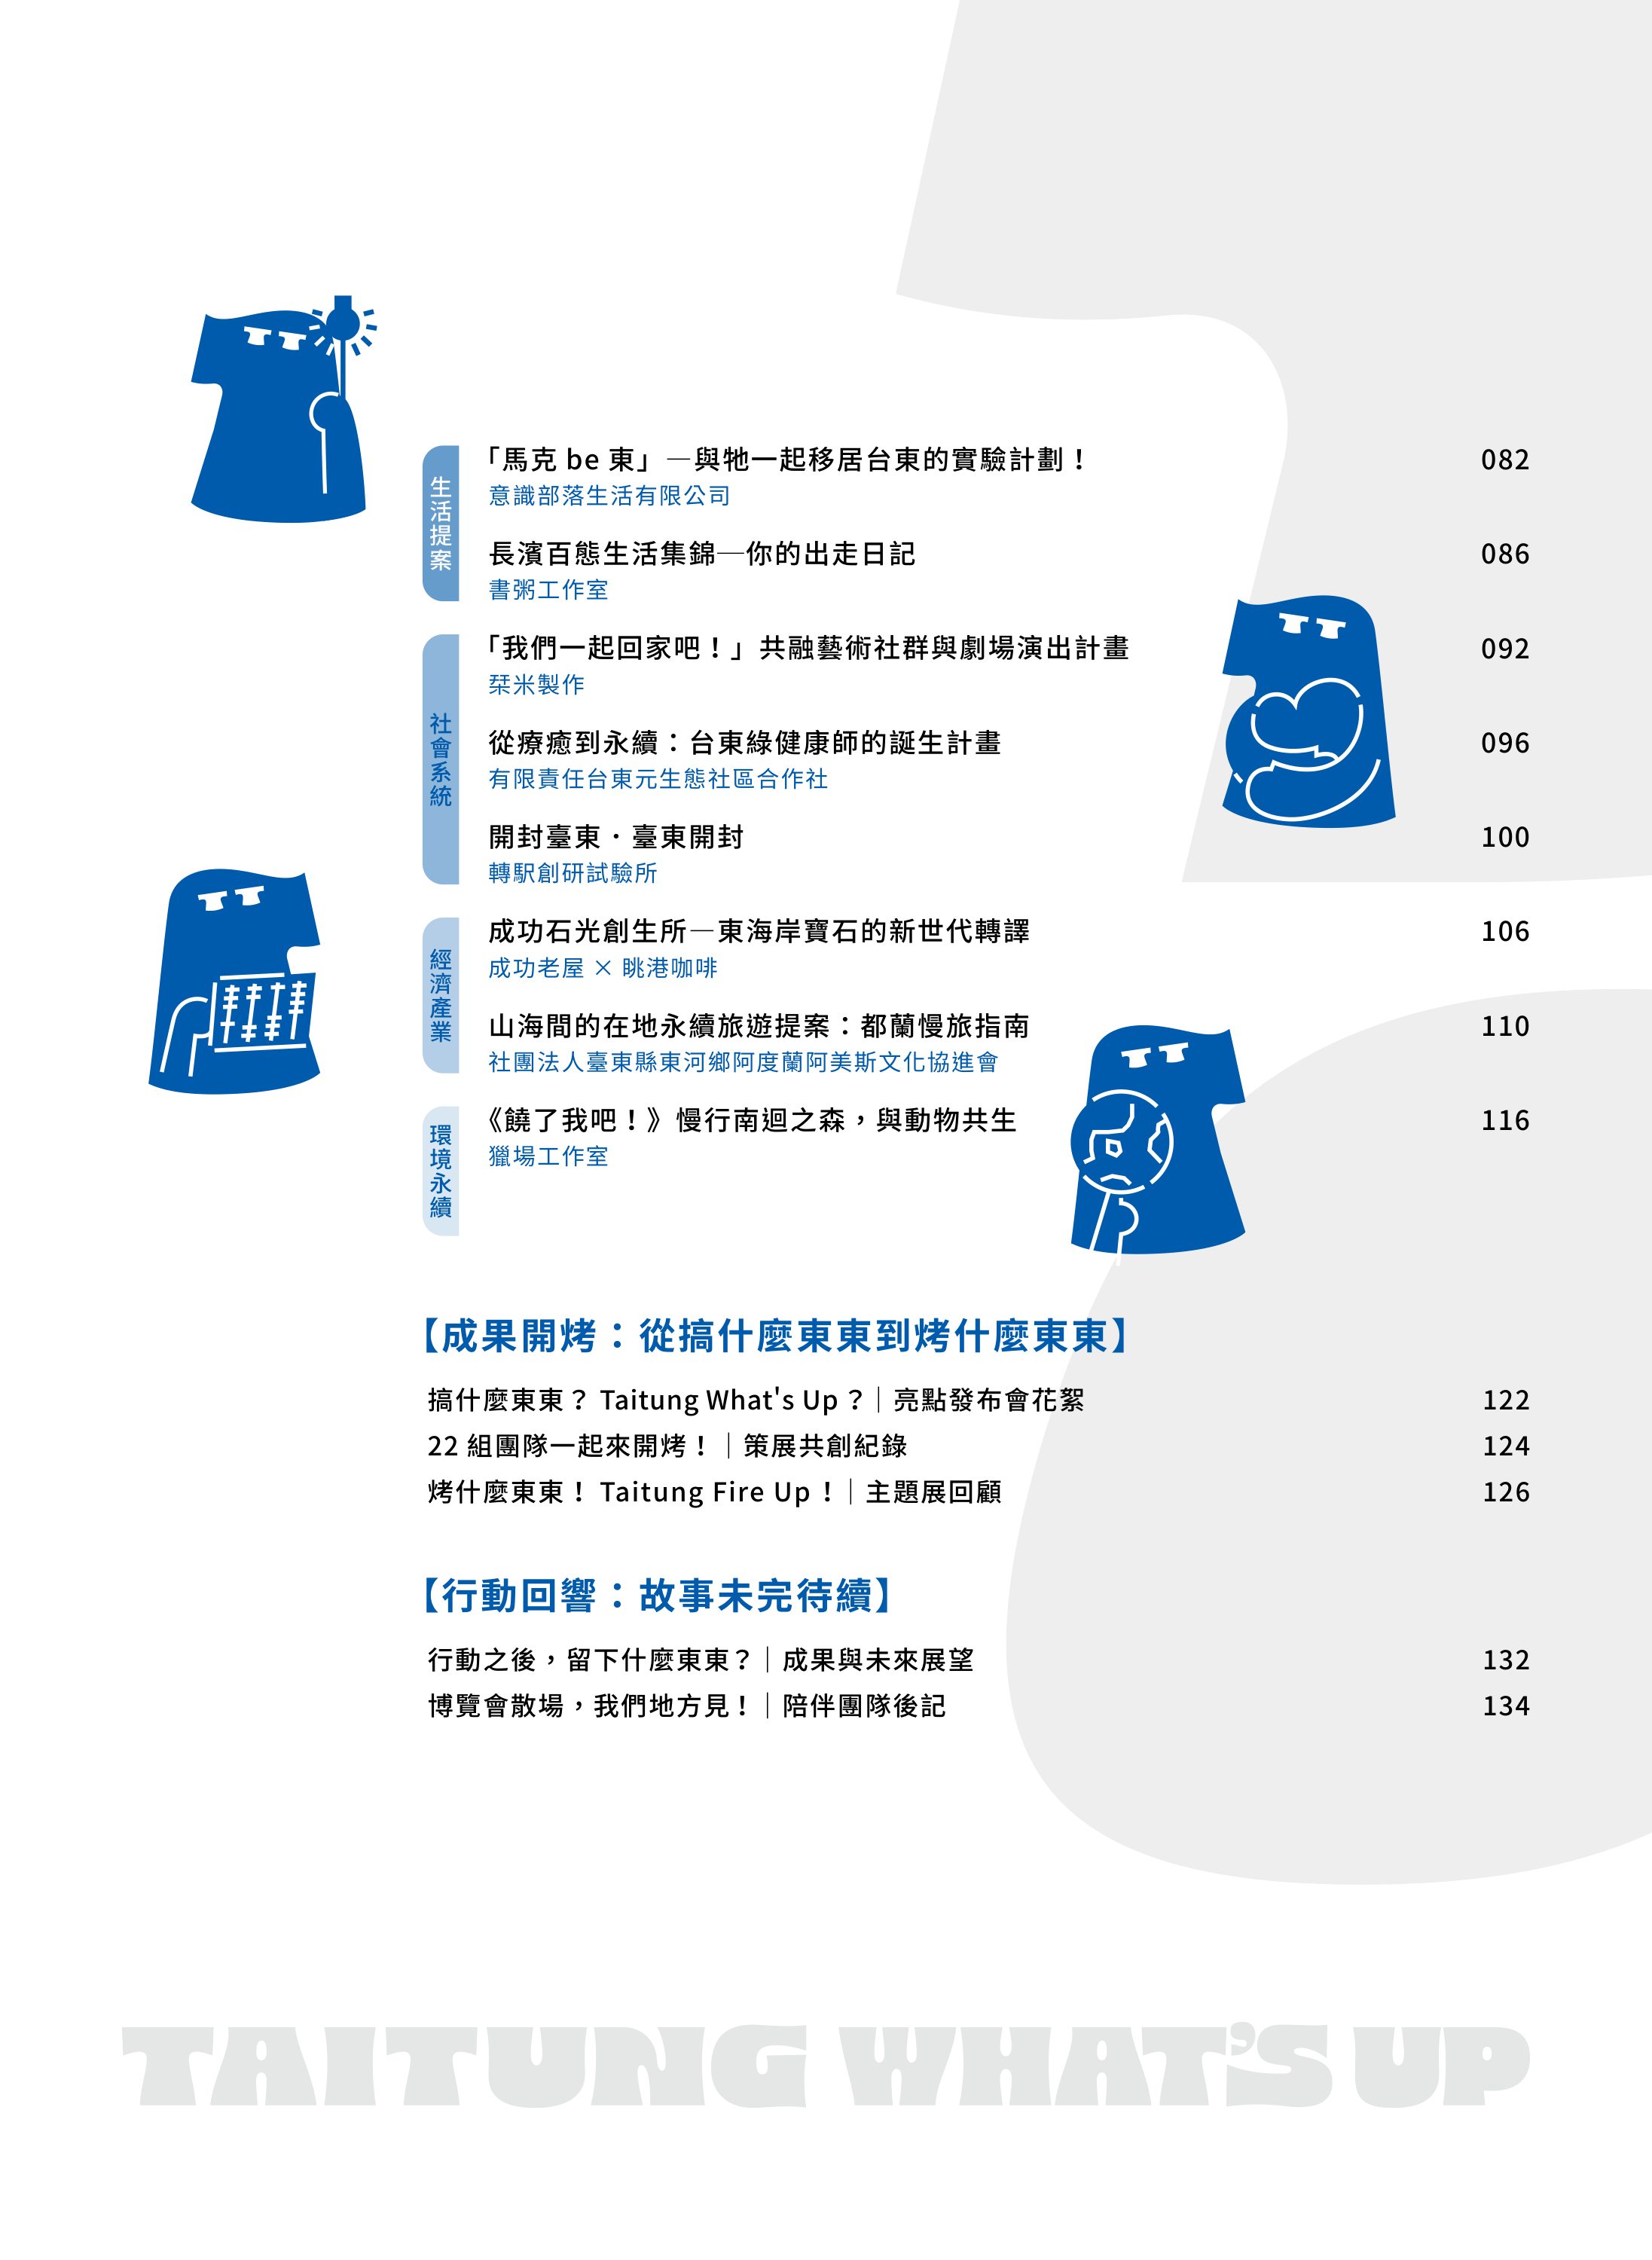 生活提案
「馬克 be 東」—與牠一起移居台東的實驗計劃！ 082
意識部落生活有限公司
長濱百態生活集錦—你的出走日記 086
書粥工作室
社會系統
「我們一起回家吧！」共融藝術社群與劇場演出計畫 092
栞米製作
從療癒到永續：台東綠健康師的誕生計畫 096
有限責任台東元生態社區合作社
開封臺東．臺東開封 100
轉駅創研試驗所
經濟產業
成功石光創生所—東海岸寶石的新世代轉譯 106
成功老屋 × 眺港咖啡
山海間的在地永續旅遊提案：都蘭慢旅指南 110
社團法人臺東縣東河鄉阿度蘭阿美斯文化協進會
環境永續
《饒了我吧！》慢行南迴之森，與動物共生 116
獵場工作室
【成果開烤：從搞什麼東東到烤什麼東東】
搞什麼東東？ Taitung What's Up？｜亮點發布會花絮 122
22 組團隊一起來開烤！｜策展共創紀錄 124
烤什麼東東！ Taitung Fire Up！｜主題展回顧 126
【行動回響：故事未完待續】
行動之後，留下什麼東東？｜成果與未來展望 132
博覽會散場，我們地方見！｜陪伴團隊後記 134
TAITUNG WHAT'S UP